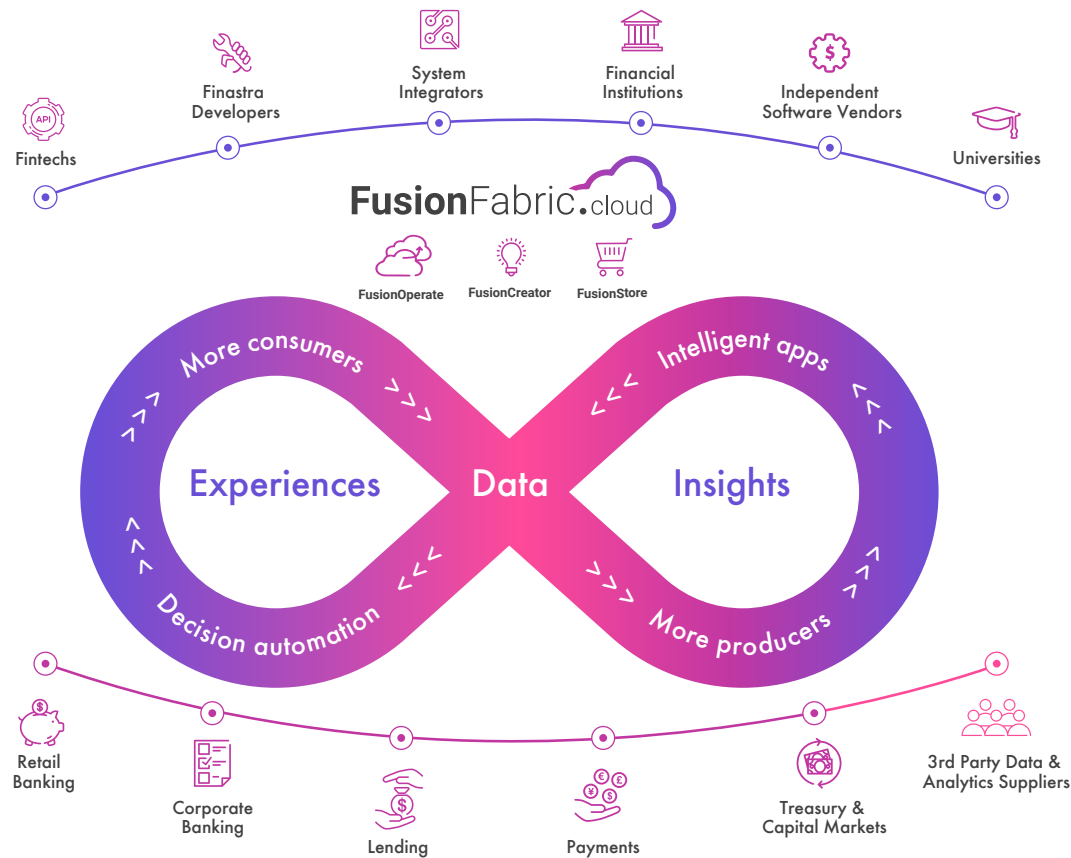 System
Integrators
Financial
Institutions
Finastra
Developers
$
Independent
Software Vendors
API
Fintechs
Universities
FusionFabric.cloud
FusionOperate
FusionCreator
FusionStore
More consumers
Intelligent apps
Experiences
Data
Insights
Decision automation
More producers
$
Retail
Banking
Corporate
Banking
$
Lending
€
£
¥
$
Payments
Treasury &
Capital Markets
3rd Party Data &
Analytics Suppliers